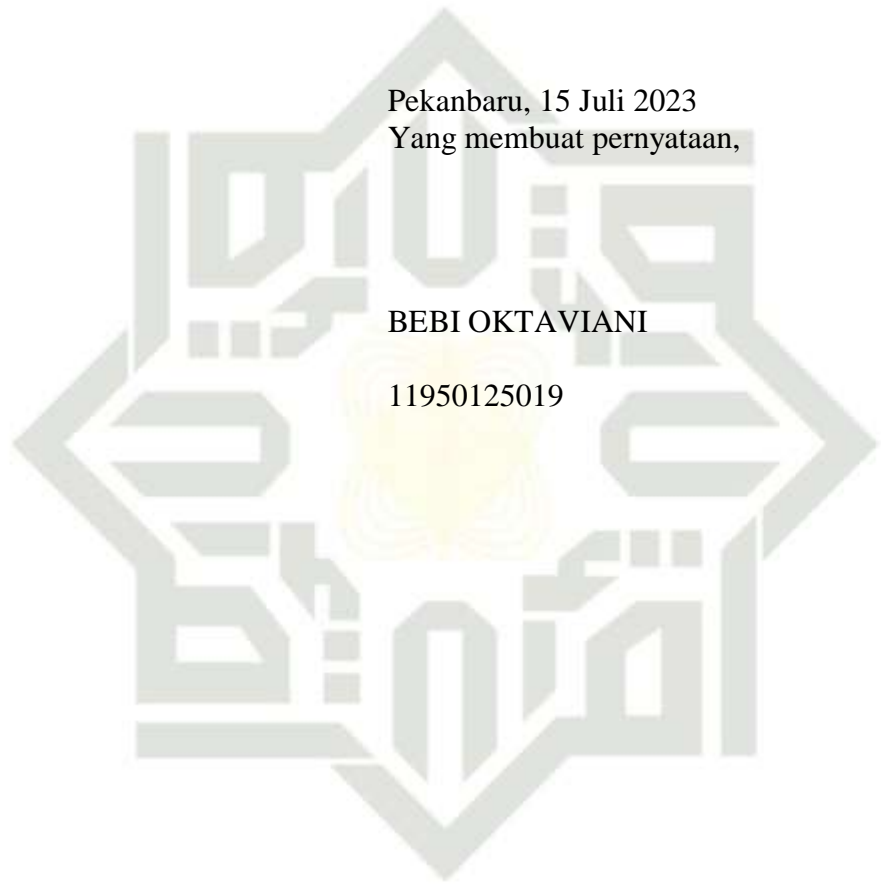 Pekanbaru, 15 Juli 2023
Yang membuat pernyataan,
BEBI OKTAVIANI
11950125019